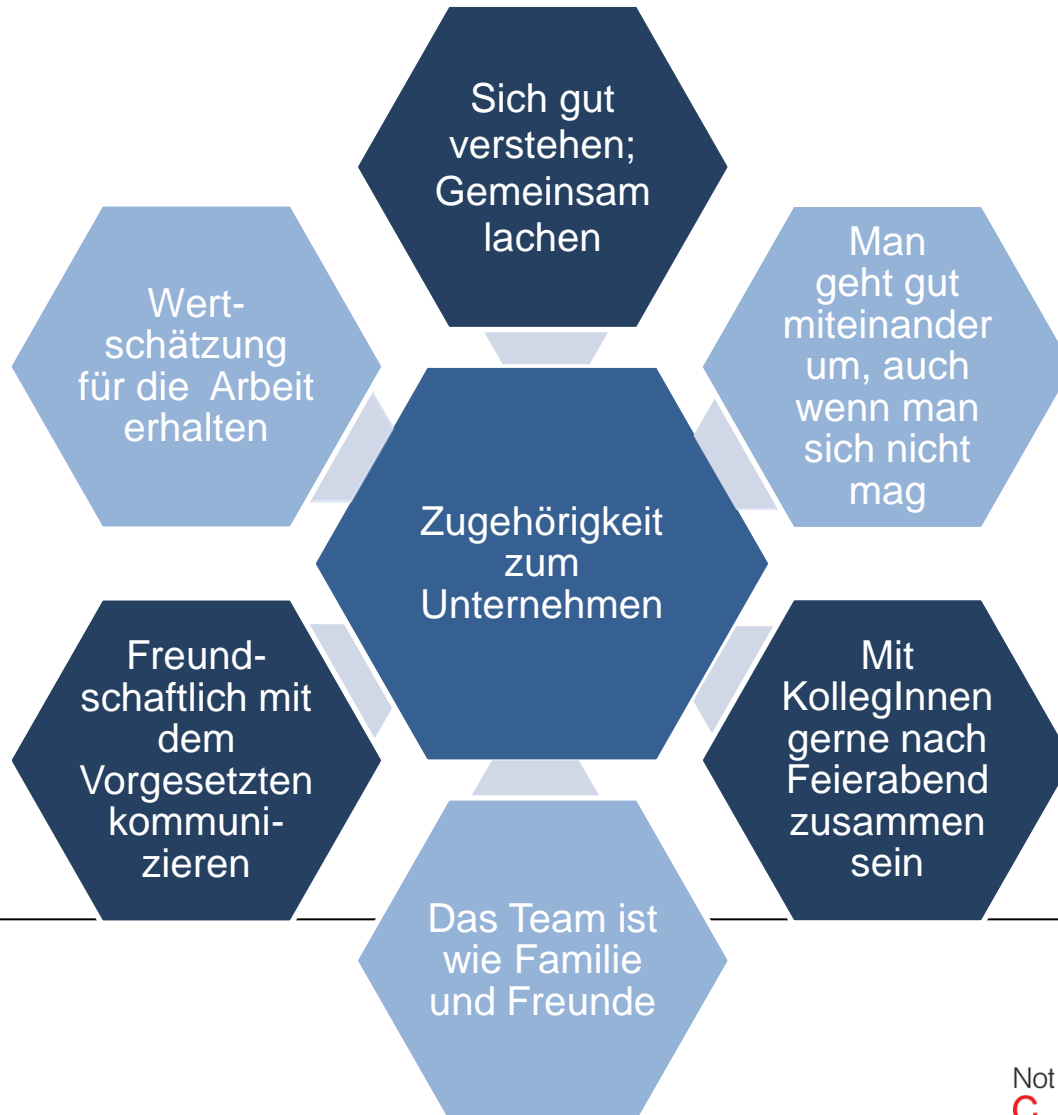 Sich gut
verstehen;
Gemeinsam
lachen
Wert-
schätzung
für die Arbeit
erhalten
Man
geht gut
miteinander
um, auch
wenn man
sich nicht
mag
Zugehörigkeit
zum
Unternehmen
Freund-
schaftlich mit
dem
Vorgesetzten
kommuni-
zieren
Mit
KollegInnen
gerne nach
Feierabend
zusammen
sein
Das Team ist
wie Familie
und Freunde
Not